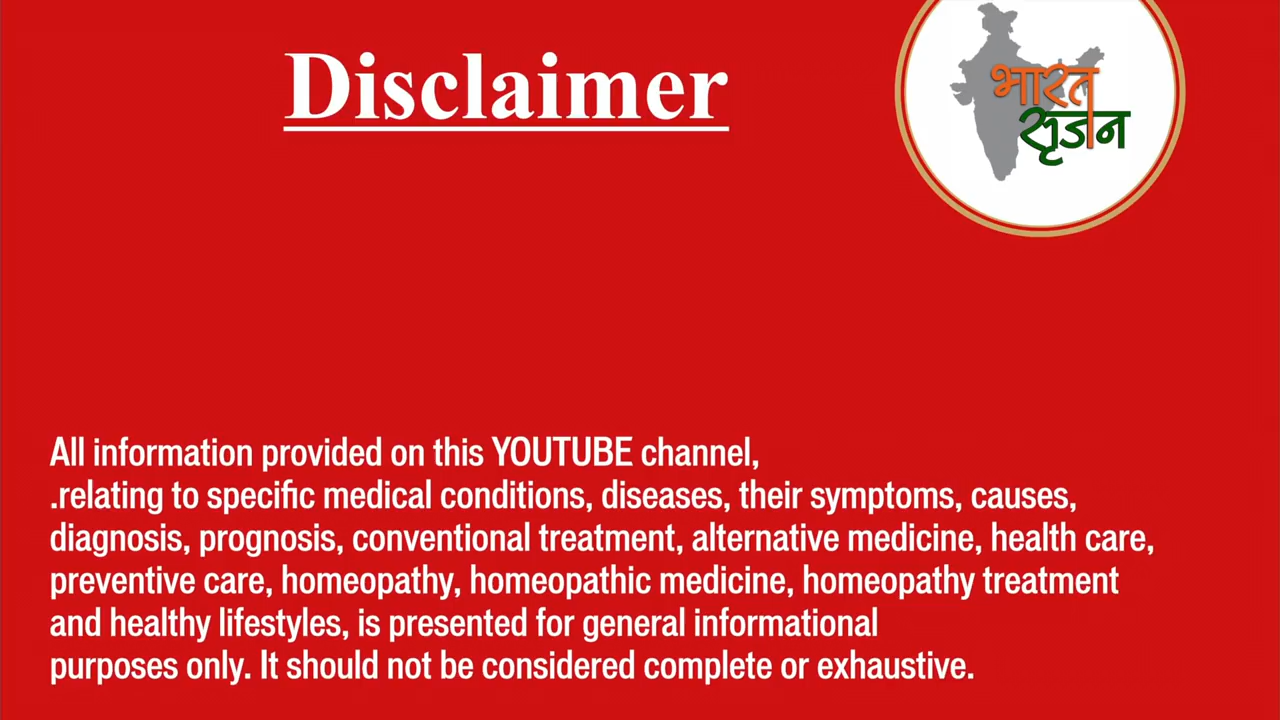 Disclaimer
भारत
सृजन
All information provided on this YOUTUBE channel,
.relating to specific medical conditions, diseases, their symptoms, causes,
diagnosis, prognosis, conventional treatment, alternative medicine, health care,
preventive care, homeopathy, homeopathic medicine, homeopathy treatment
and healthy lifestyles, is presented for general informational
purposes only. It should not be considered complete or exhaustive.